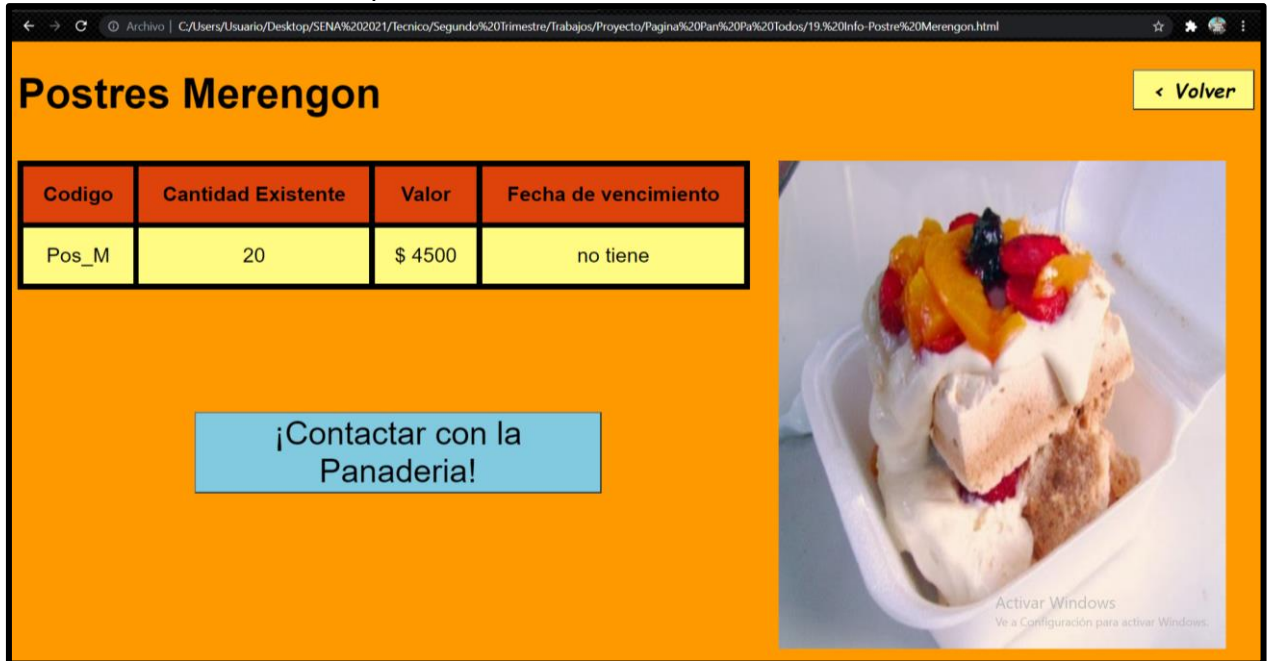 Archivo | C:/Users/Usuario/Desktop/SENA%202021/Tecnico/Segundo%20Trimestre/Trabajos/Proyecto/Pagina%20Pan%20Pa%20Todos/19.%20Info-Postre%20Merengon.html
Postres Merengon
< Volver
Codigo Cantidad Existente Valor Fecha de vencimiento
Pos_M 20 $ 4500 no tiene
¡Contactar con la
Panaderia!
Activar Windows
Ve a Configuración para activar Windows.